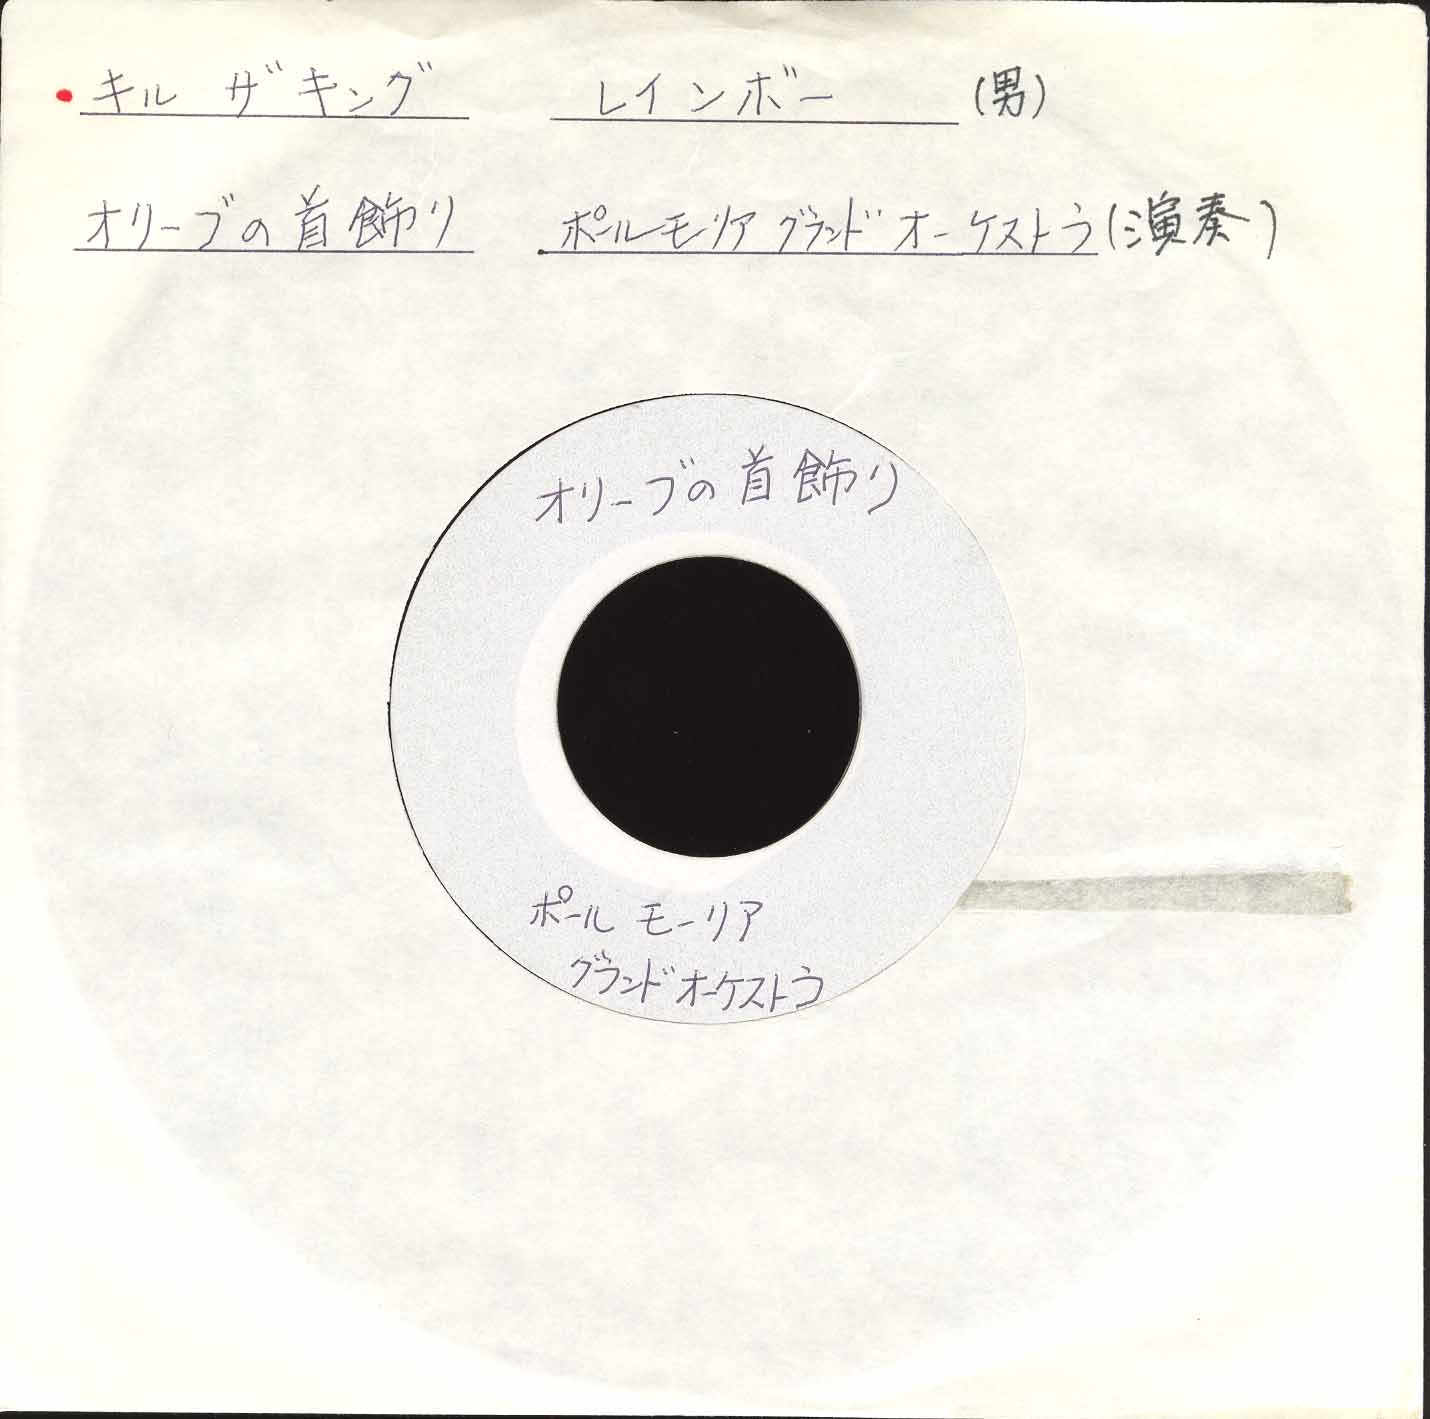 キル ザ キング レインボー (男)
オリーブの首飾り ポールモーリア グランド オーケストラ (演奏)
オリーブの首飾り
ポール モーリア
グランド オーケストラ